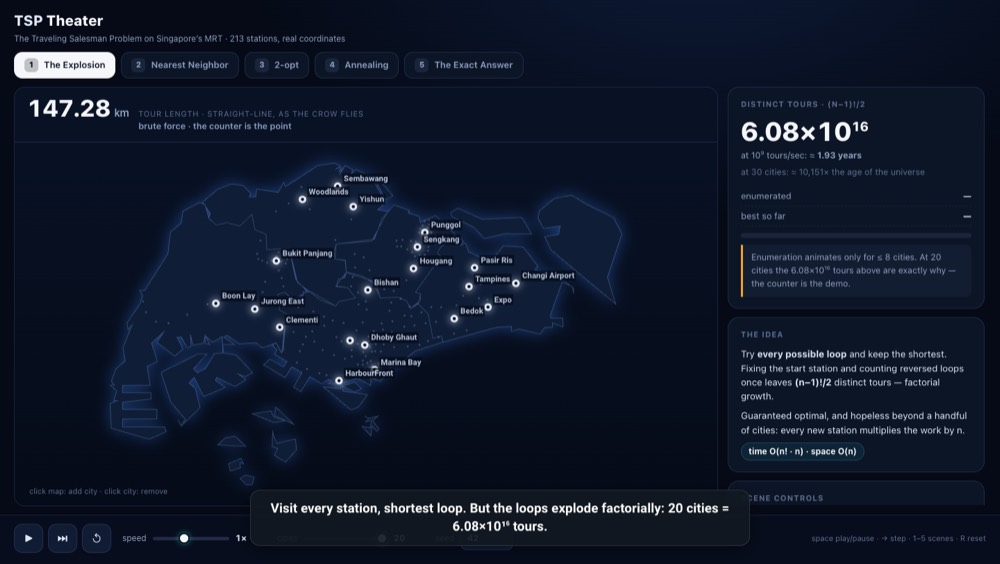 TSP Theater
The Traveling Salesman Problem on Singapore's MRT · 213 stations, real coordinates
1 The Explosion
2 Nearest Neighbor
3 2-opt
4 Annealing
5 The Exact Answer
147.28 km
TOUR LENGTH · STRAIGHT-LINE, AS THE CROW FLIES
brute force · the counter is the point
Sembawang
Woodlands
Yishun
Punggol
Sengkang
Bukit Panjang
Hougang
Pasir Ris
Changi Airport
Tampines
Bishan
Boon Lay
Jurong East
Expo
Bedok
Clementi
Dhoby Ghaut
Marina Bay
HarbourFront
click map: add city · click city: remove
DISTINCT TOURS · (N−1)!/2
6.08×10¹⁶
at 10⁹ tours/sec: ≈ 1.93 years
at 30 cities: ≈ 10,151× the age of the universe
enumerated —
best so far —
Enumeration animates only for ≤ 8 cities. At 20
cities the 6.08×10¹⁶ tours above are exactly why —
the counter is the demo.
THE IDEA
Try every possible loop and keep the shortest.
Fixing the start station and counting reversed loops
once leaves (n−1)!/2 distinct tours — factorial
growth.
Guaranteed optimal, and hopeless beyond a handful
of cities: every new station multiplies the work by n.
time O(n! · n) · space O(n)
CENE CONTROLS
Visit every station, shortest loop. But the loops explode factorially: 20 cities =
6.08×10¹⁶ tours.
speed
1×
space play/pause · → step · 1–5 scenes · R reset